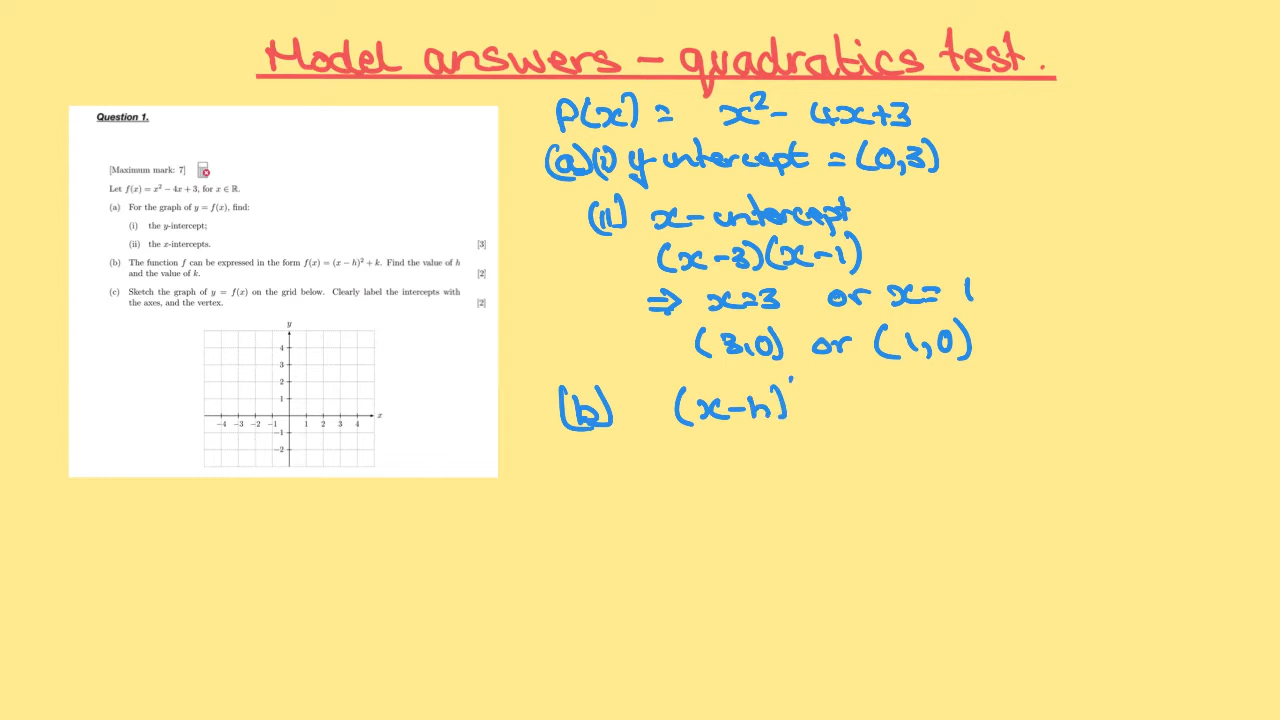 Model answers – quadratics test.
Question 1.
[Maximum mark: 7]
Let f(x) = x² − 4x + 3, for x ∈ ℝ.
(a) For the graph of y = f(x), find:
(i) the y-intercept;
(ii) the x-intercepts. [3]
(b) The function f can be expressed in the form f(x) = (x − h)² + k. Find the value of h
and the value of k. [2]
(c) Sketch the graph of y = f(x) on the grid below. Clearly label the intercepts with
the axes, and the vertex. [2]
y
4
3
2
1
x
−4 −3 −2 −1 1 2 3 4
−1
−2
P(x) = x² − 4x+3
(a)(i) y intercept = (0,3)
(ii) x – intercept
(x – 3)(x – 1)
⇒ x=3 or x= 1
(3,0) or (1,0)
(b) (x – h)